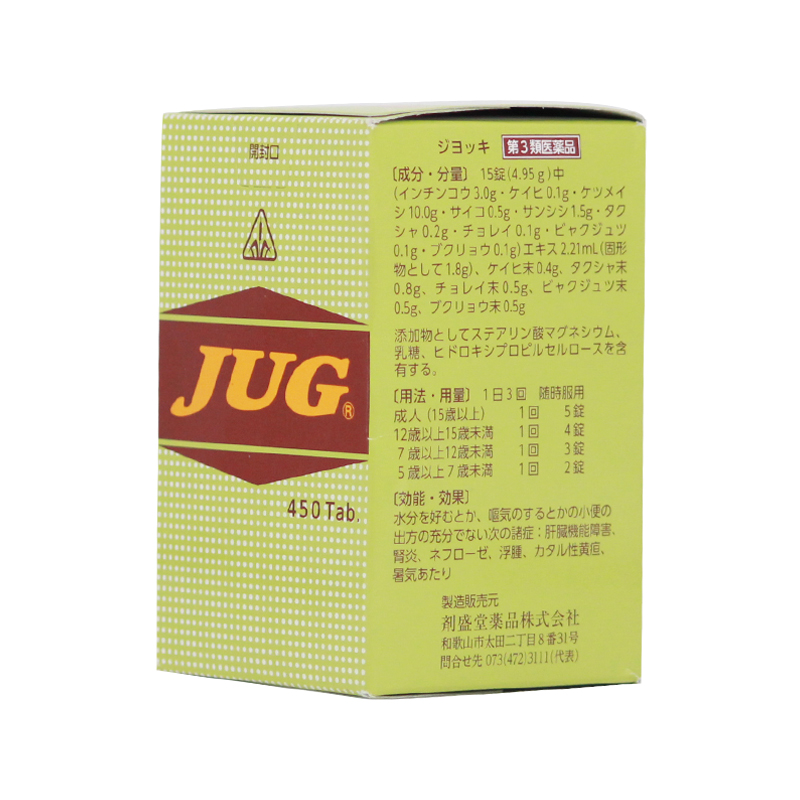 開封口
JUG®
450 Tab.
ジヨッキ 第3類医薬品
〔成分・分量〕 15錠(4.95g)中
(インチンコウ3.0g・ケイヒ0.1g・ケツメイ
シ10.0g・サイコ0.5g・サンシシ1.5g・タク
シャ0.2g・チョレイ0.1g・ビャクジュツ
0.1g・ブクリョウ0.1g)エキス2.21mL(固形
物として1.8g)、ケイヒ末0.4g、タクシャ末
0.8g、チョレイ末0.5g、ビャクジュツ末
0.5g、ブクリョウ末0.5g
添加物としてステアリン酸マグネシウム、
乳糖、ヒドロキシプロピルセルロースを含
有する。
〔用法・用量〕 1日3回 随時服用
成人(15歳以上) 1回 5錠
12歳以上15歳未満 1回 4錠
7歳以上12歳未満 1回 3錠
5歳以上7歳未満 1回 2錠
〔効能・効果〕
水分を好むとか、嘔気のするとかの小便の
出方の充分でない次の諸症：肝臓機能障害、
腎炎、ネフローゼ、浮腫、カタル性黄疸、
暑気あたり
製造販売元
剤盛堂薬品株式会社
和歌山市太田二丁目8番31号
問合せ先 073(472)3111(代表)